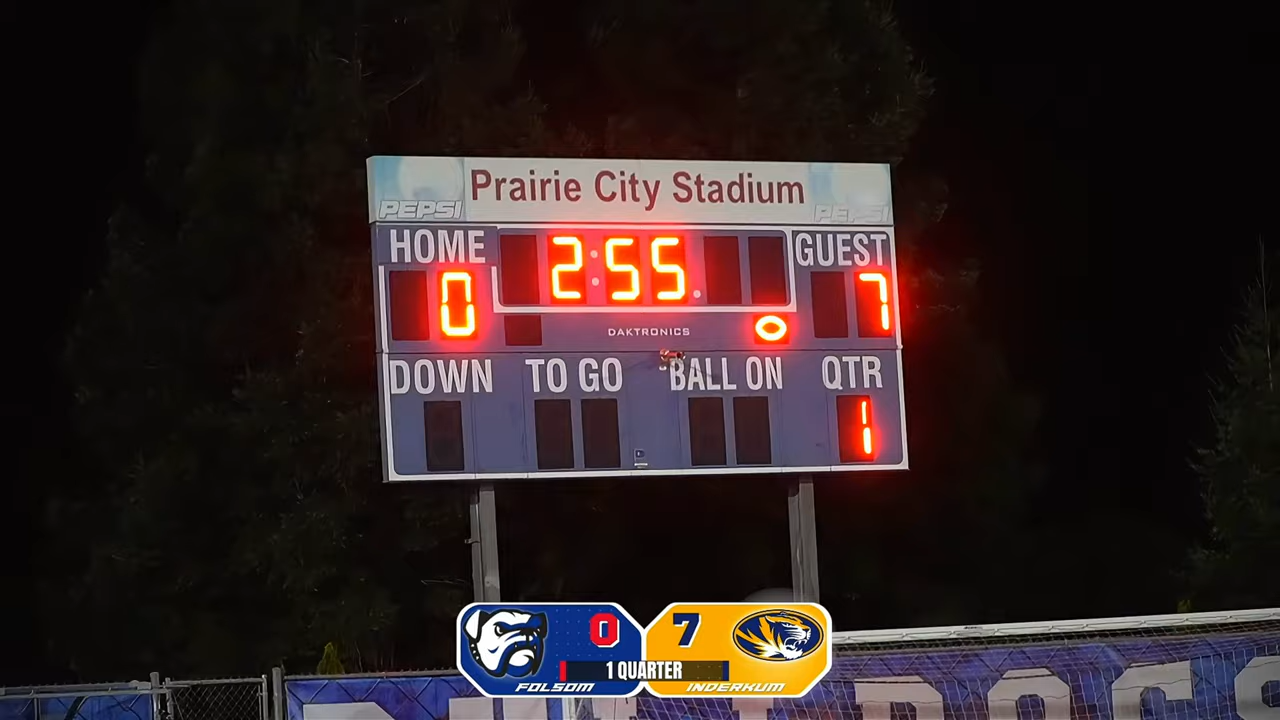 Prairie City Stadium
PEPSI PEPSI
HOME 2:55. GUEST
0 7
DAKTRONICS 0
DOWN TO GO BALL ON QTR
1
0 7
1 QUARTER
FOLSOM INDERKUM